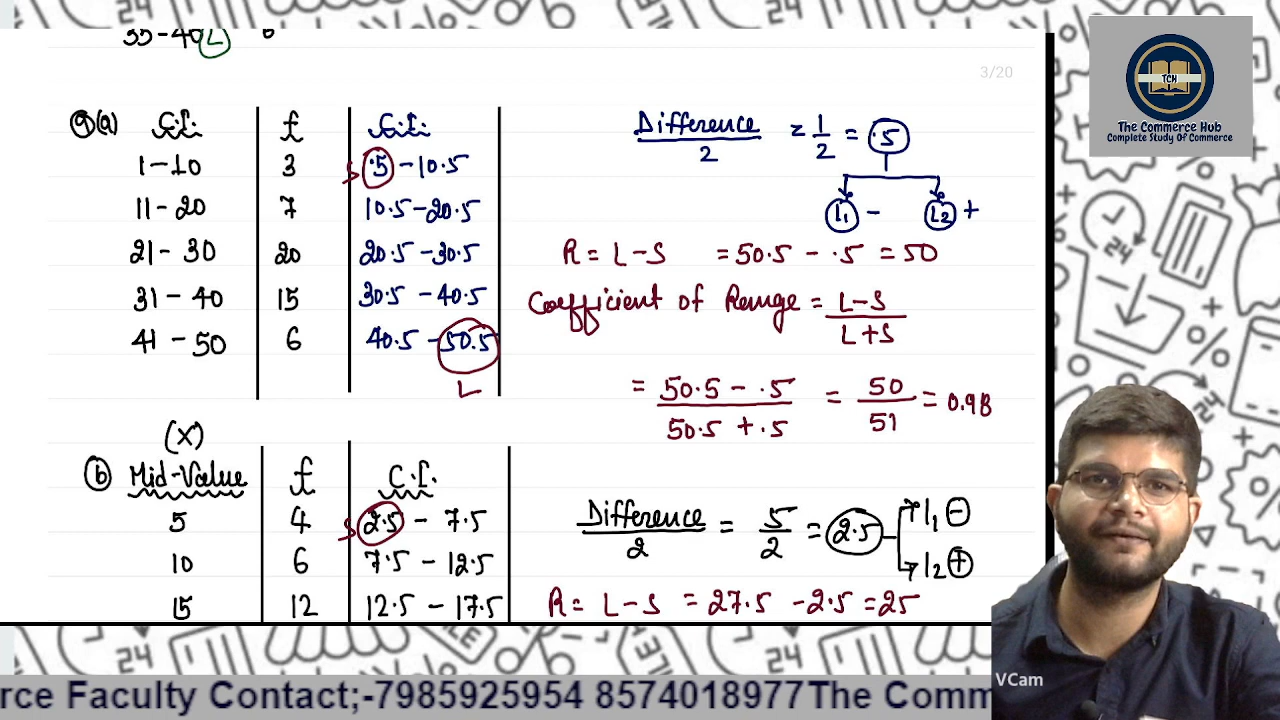 35-40 L 6
3/20
TCH
The Commerce Hub
Complete Study Of Commerce
Q(a) C.I. f C.I.
1-10 3 S .5 - 10.5
11-20 7 10.5-20.5
21-30 20 20.5-30.5
31-40 15 30.5-40.5
41-50 6 40.5-50.5
L
Difference/2 = 1/2 = .5
L1 - L2 +
R = L-S = 50.5 - .5 = 50
Coefficient of Range = L-S/L+S
= 50.5 - .5/50.5 + .5 = 50/51 = 0.98
(X)
(b) Mid-Value f C.I.
5 4 S 2.5 - 7.5
10 6 7.5 - 12.5
15 12 12.5 - 17.5
Difference/2 = 5/2 = 2.5 l1 -
l2 +
R = L-S = 27.5 - 2.5 = 25
VCam
rce Faculty Contact;-7985925954 8574018977 The Comm